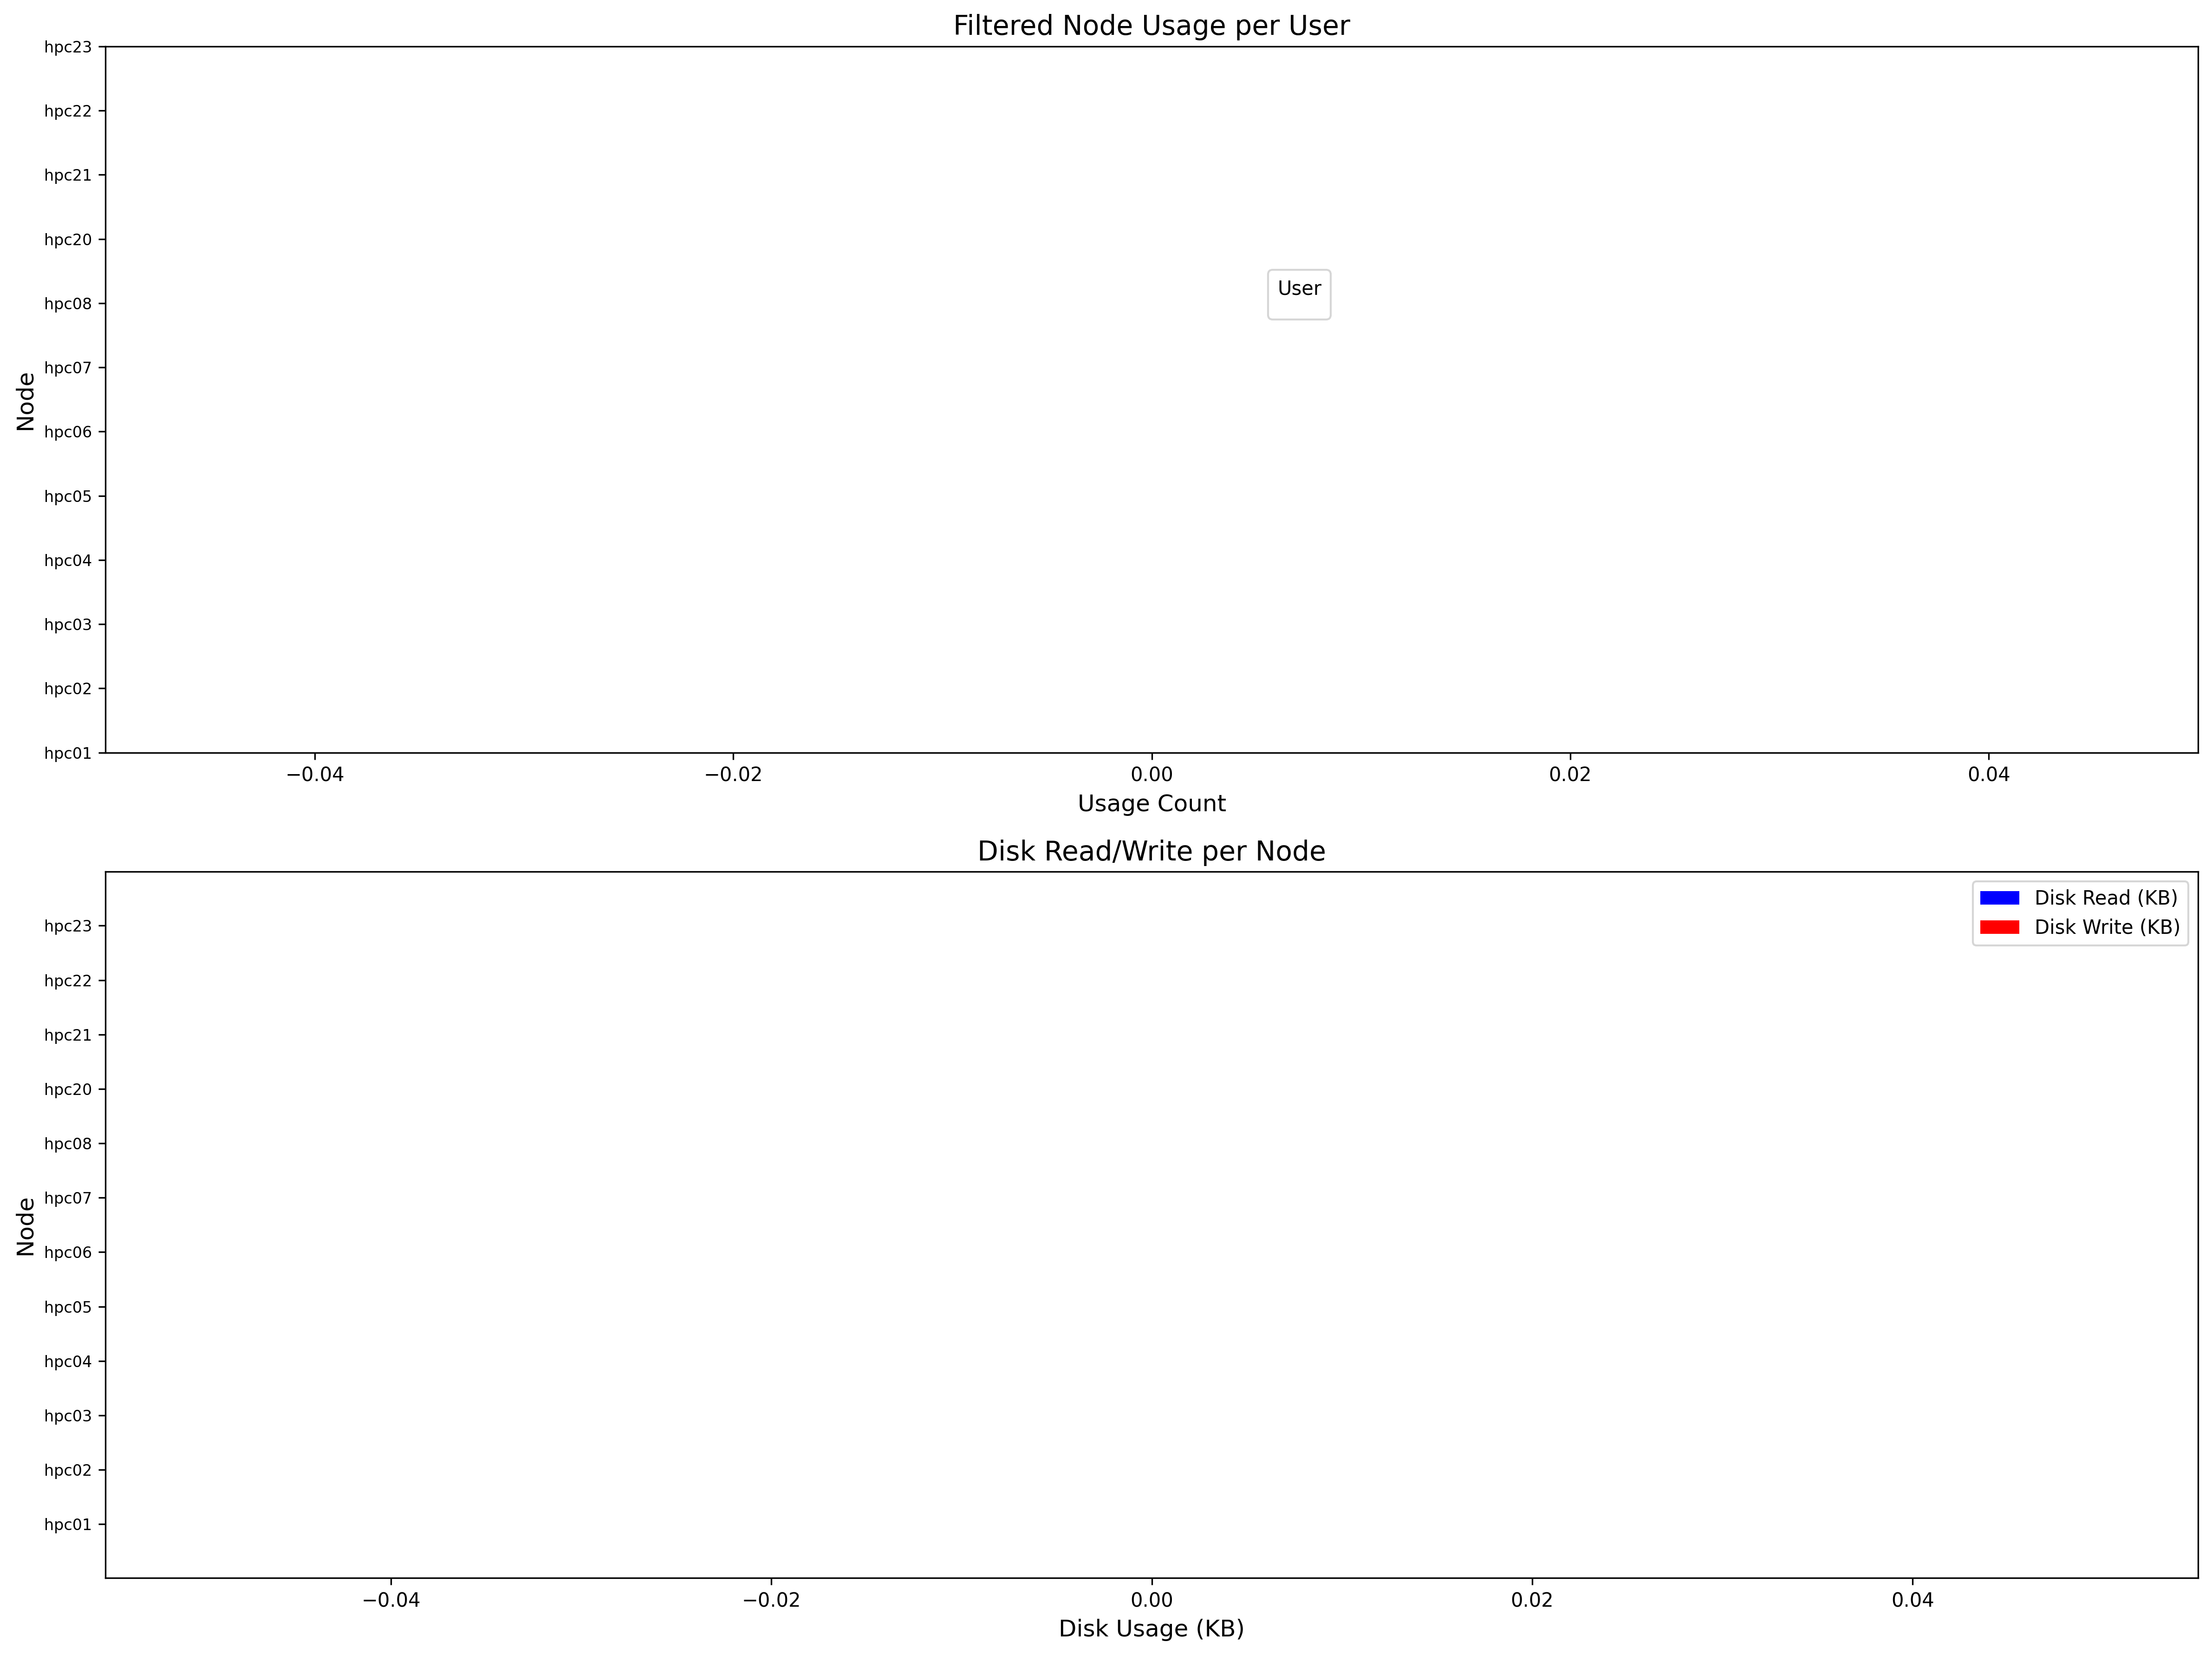 Filtered Node Usage per User
hpc23
hpc22
hpc21
hpc20
hpc08
hpc07
hpc06
hpc05
hpc04
hpc03
hpc02
hpc01
Node
User
−0.04 −0.02 0.00 0.02 0.04
Usage Count
Disk Read/Write per Node
Disk Read (KB)
Disk Write (KB)
hpc23
hpc22
hpc21
hpc20
hpc08
hpc07
hpc06
hpc05
hpc04
hpc03
hpc02
hpc01
Node
−0.04 −0.02 0.00 0.02 0.04
Disk Usage (KB)